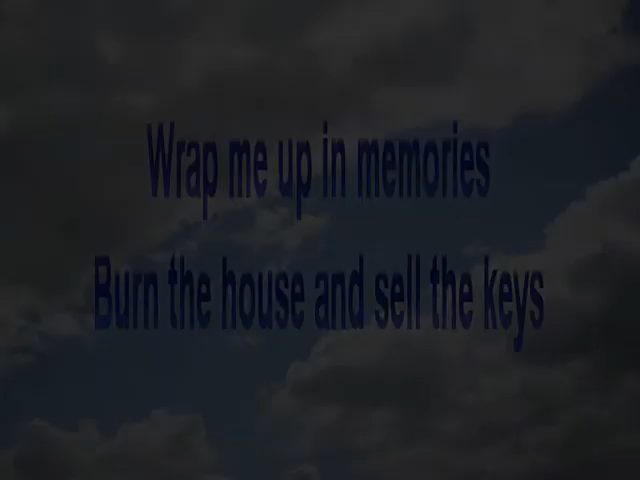 Wrap me up in memories
Burn the house and sell the keys